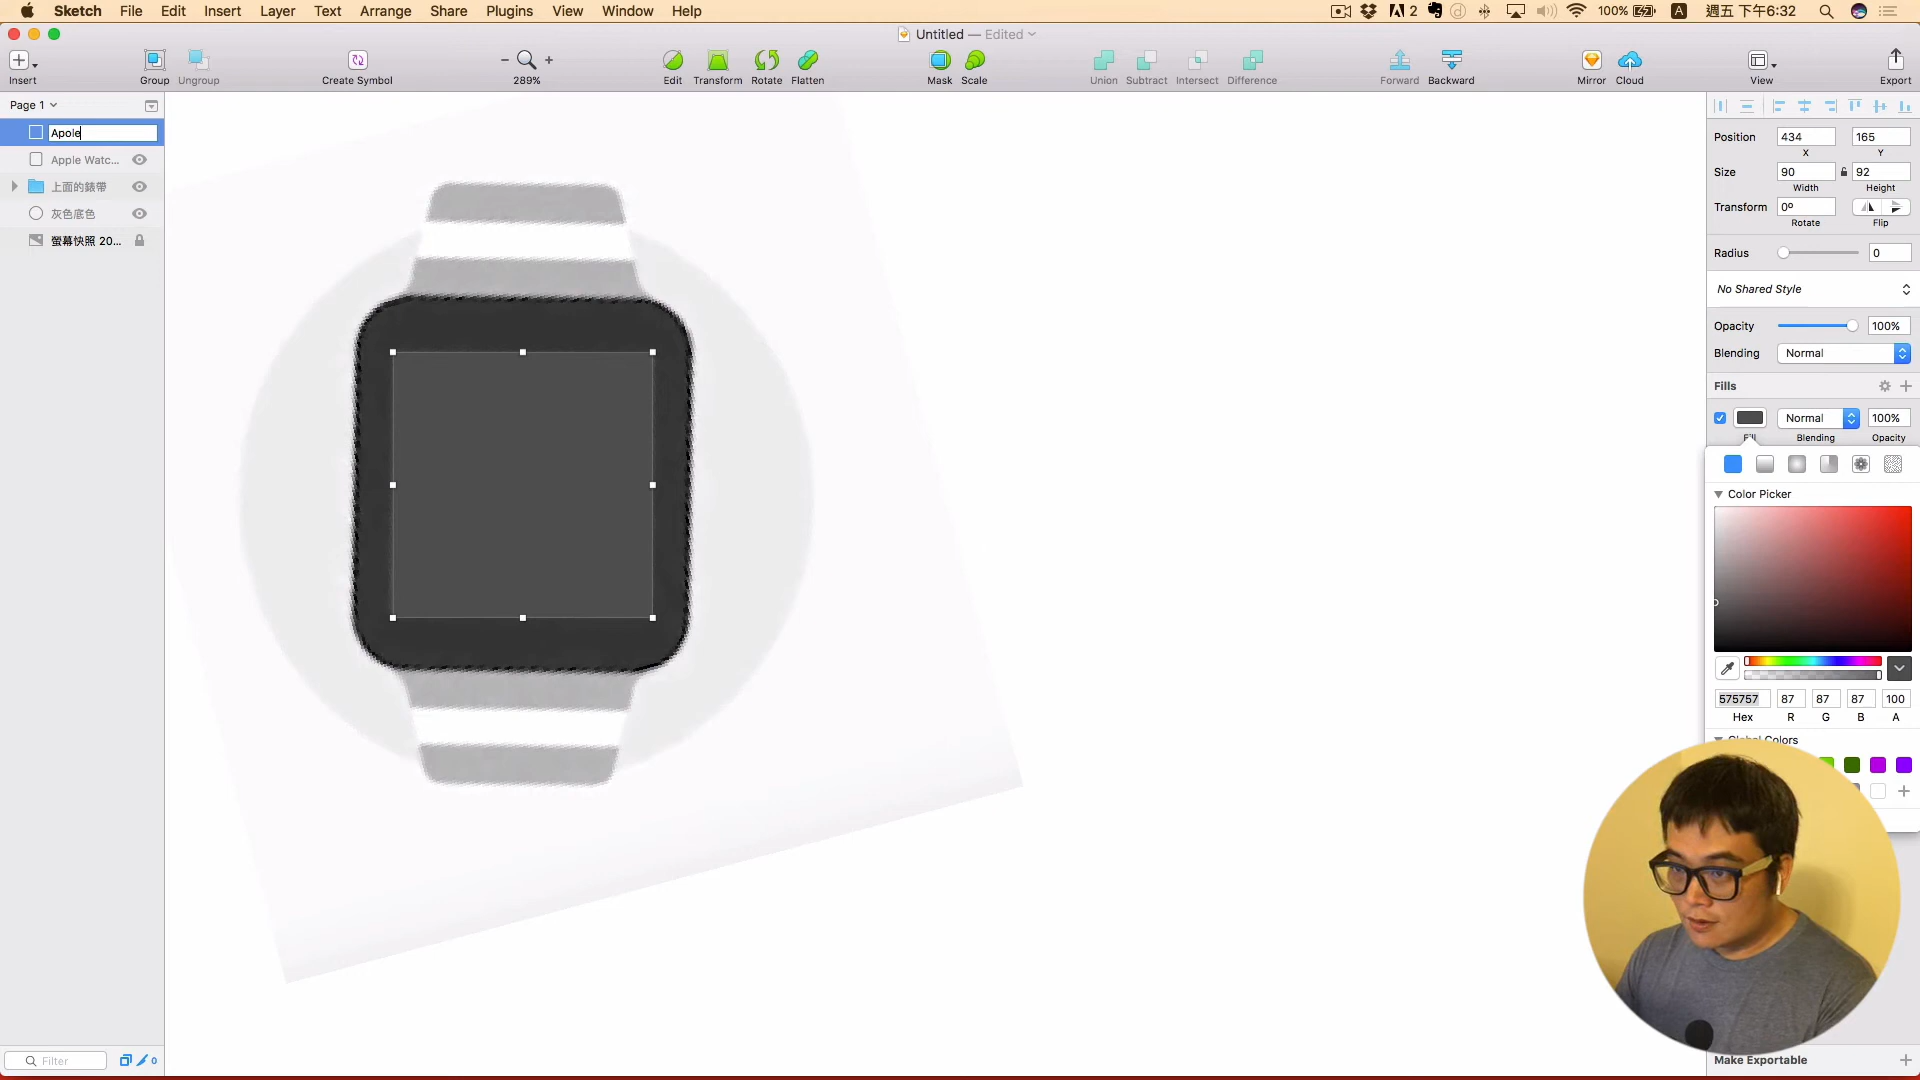 Sketch File Edit Insert Layer Text Arrange Share Plugins View Window Help 2 100% A 週五 下午6:32
Untitled — Edited
Insert Group Ungroup Create Symbol 289% Edit Transform Rotate Flatten Mask Scale Union Subtract Intersect Difference Forward Backward Mirror Cloud View Export
Page 1
Apole
Apple Watc...
上面的錶帶
灰色底色
螢幕快照 20...
Position 434 165
X Y
Size 90 92
Width Height
Transform 0º
Rotate Flip
Radius 0
No Shared Style
Opacity 100%
Blending Normal
Fills
Normal 100%
Fill Blending Opacity
Color Picker
575757 87 87 87 100
Hex R G B A
Global Colors
Filter 0
Make Exportable